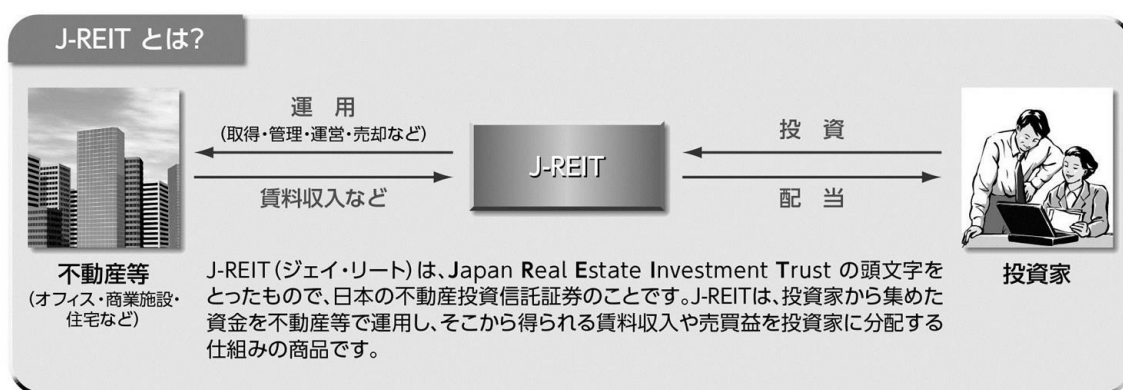 J-REIT とは?
運 用
(取得・管理・運営・売却など)
賃料収入など
J-REIT
投 資
配 当
不動産等
(オフィス・商業施設・
住宅など)
投資家
J-REIT(ジェイ・リート)は、Japan Real Estate Investment Trust の頭文字を
とったもので、日本の不動産投資信託証券のことです。J-REITは、投資家から集めた
資金を不動産等で運用し、そこから得られる賃料収入や売買益を投資家に分配する
仕組みの商品です。